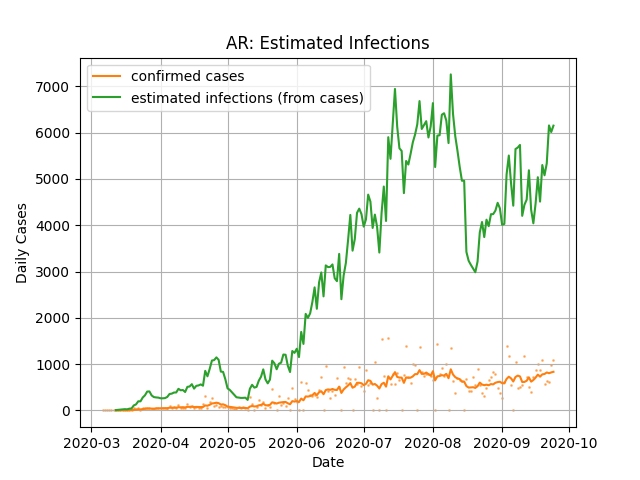 AR: Estimated Infections
confirmed cases
estimated infections (from cases)
Daily Cases
7000
6000
5000
4000
3000
2000
1000
0
2020-03 2020-04 2020-05 2020-06 2020-07 2020-08 2020-09 2020-10
Date